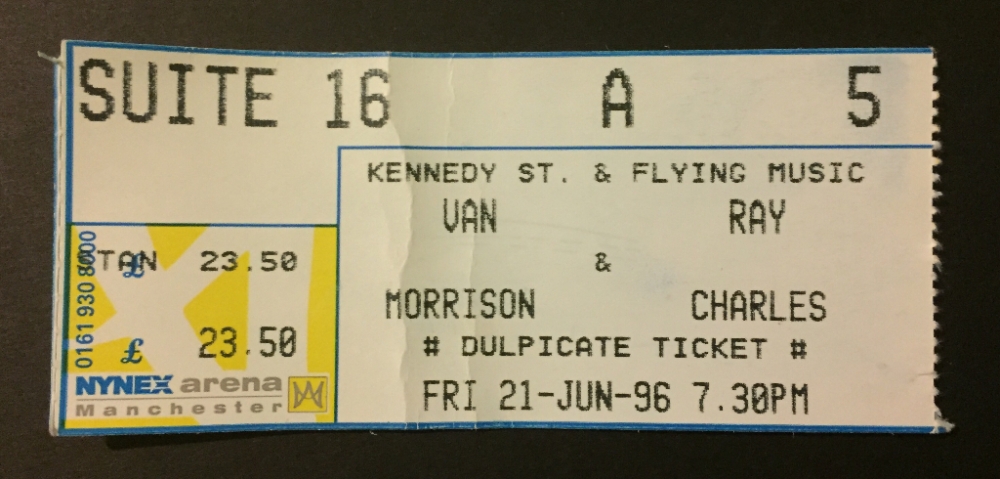 SUITE 16 A 5
KENNEDY ST. & FLYING MUSIC
VAN RAY
&
MORRISON CHARLES
# DULPICATE TICKET #
FRI 21-JUN-96 7.30PM
0161 930 8000
£ 23.50
£ 23.50
NYNEX arena
Manchester